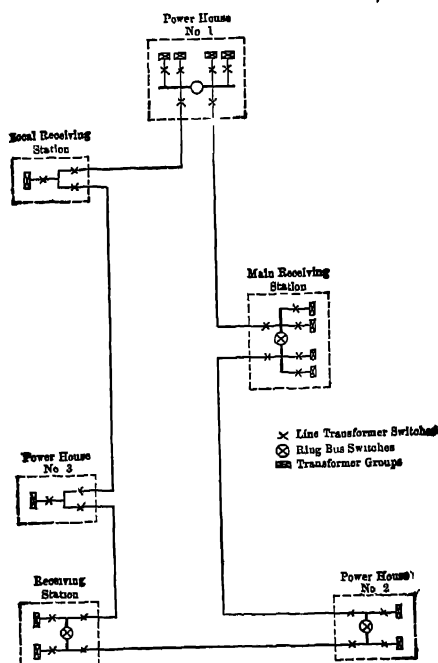 Power House
No 1
Local Receiving
Station
Main Receiving
Station
Line Transformer Switches
Ring Bus Switches
Transformer Groups
Power House
No 3
Receiving
Station
Power House
No 2